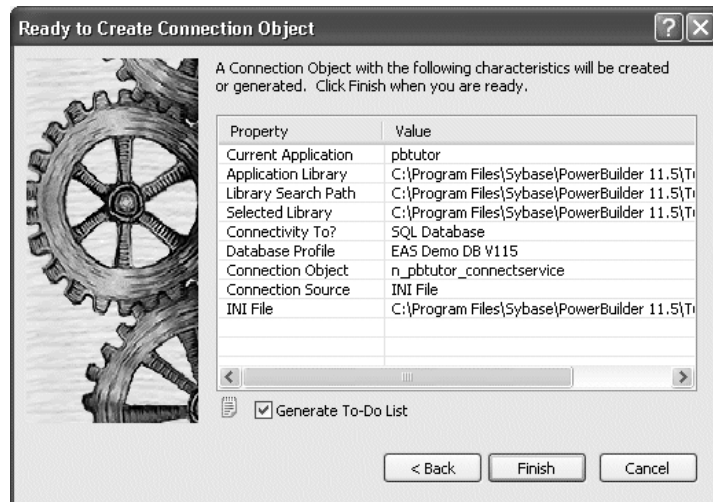 Ready to Create Connection Object
A Connection Object with the following characteristics will be created
or generated. Click Finish when you are ready.
Property Value
Current Application pbtutor
Application Library C:\Program Files\Sybase\PowerBuilder 11.5\T
Library Search Path C:\Program Files\Sybase\PowerBuilder 11.5\T
Selected Library C:\Program Files\Sybase\PowerBuilder 11.5\T
Connectivity To? SQL Database
Database Profile EAS Demo DB V115
Connection Object n_pbtutor_connectservice
Connection Source INI File
INI File C:\Program Files\Sybase\PowerBuilder 11.5\T
Generate To-Do List
< Back Finish Cancel